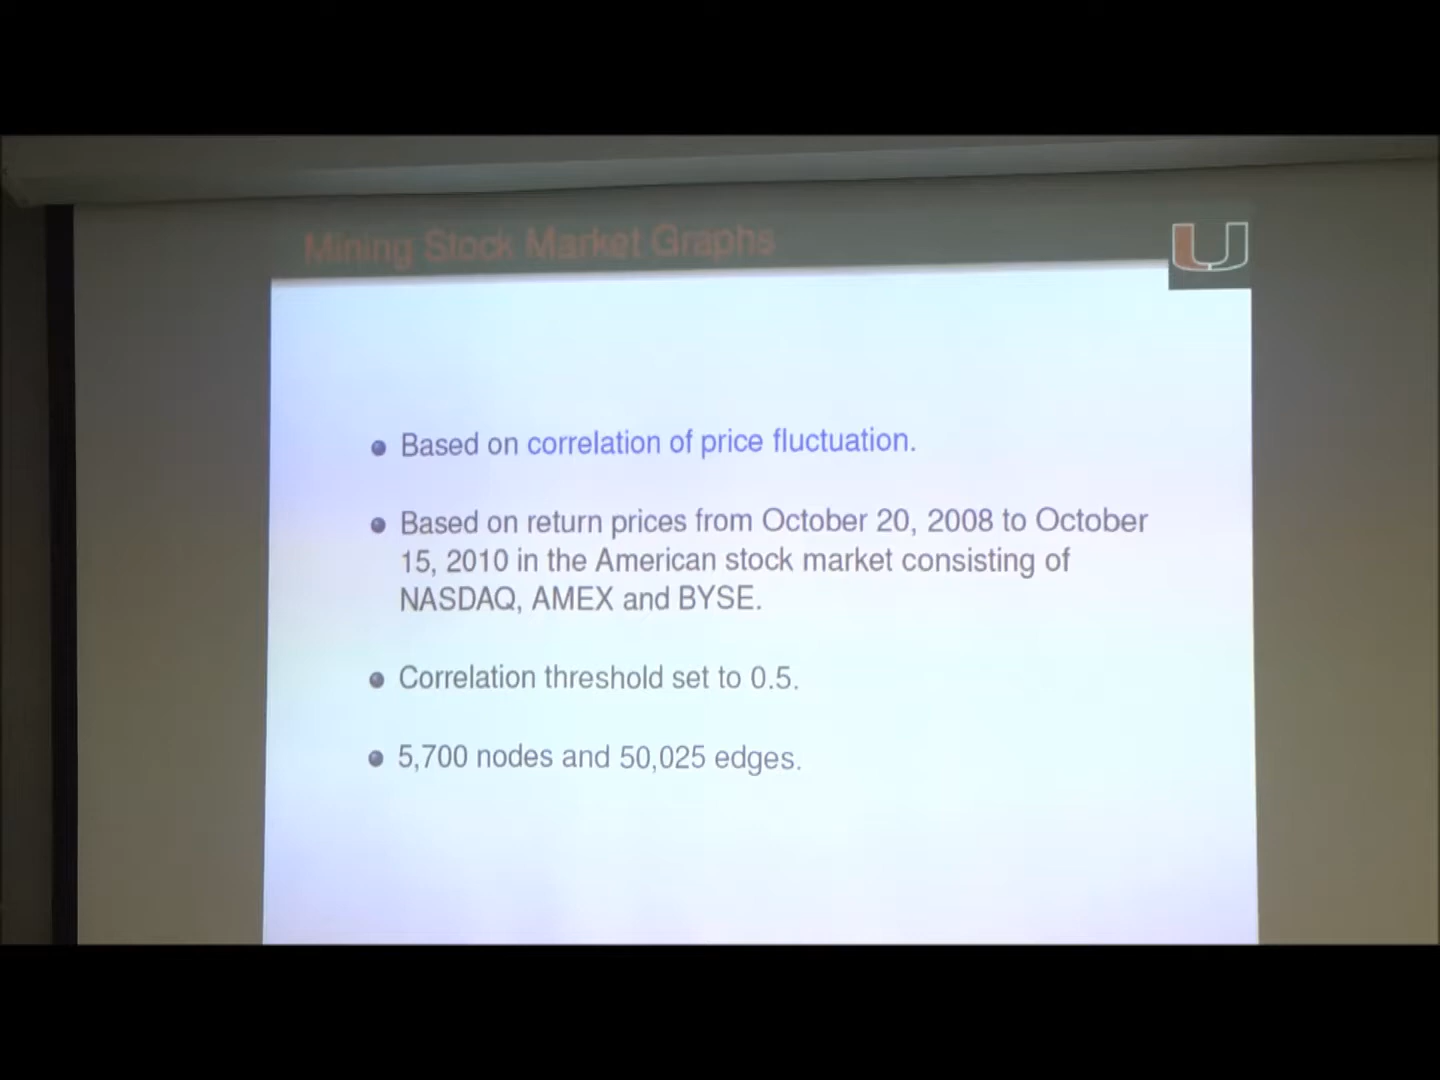 Mining Stock Market Graphs
U
Based on correlation of price fluctuation.
Based on return prices from October 20, 2008 to October
15, 2010 in the American stock market consisting of
NASDAQ, AMEX and BYSE.
Correlation threshold set to 0.5.
5,700 nodes and 50,025 edges.